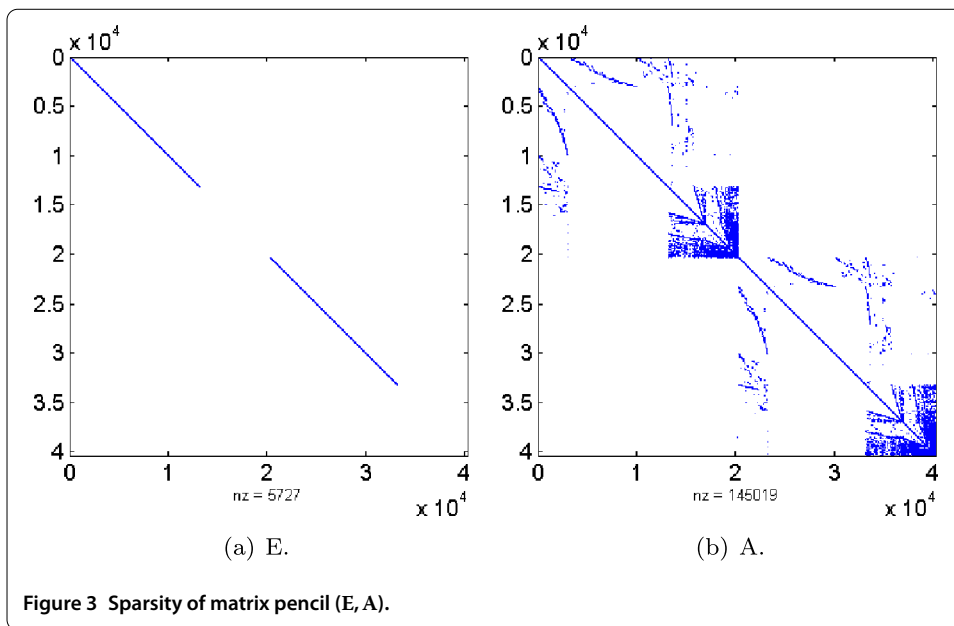 x 10^4
0
0.5
1
1.5
2
2.5
3
3.5
4
0 1 2 3 4
nz = 5727
x 10^4
(a) E.
x 10^4
0
0.5
1
1.5
2
2.5
3
3.5
4
0 1 2 3 4
nz = 145019
x 10^4
(b) A.
Figure 3 Sparsity of matrix pencil (E, A).